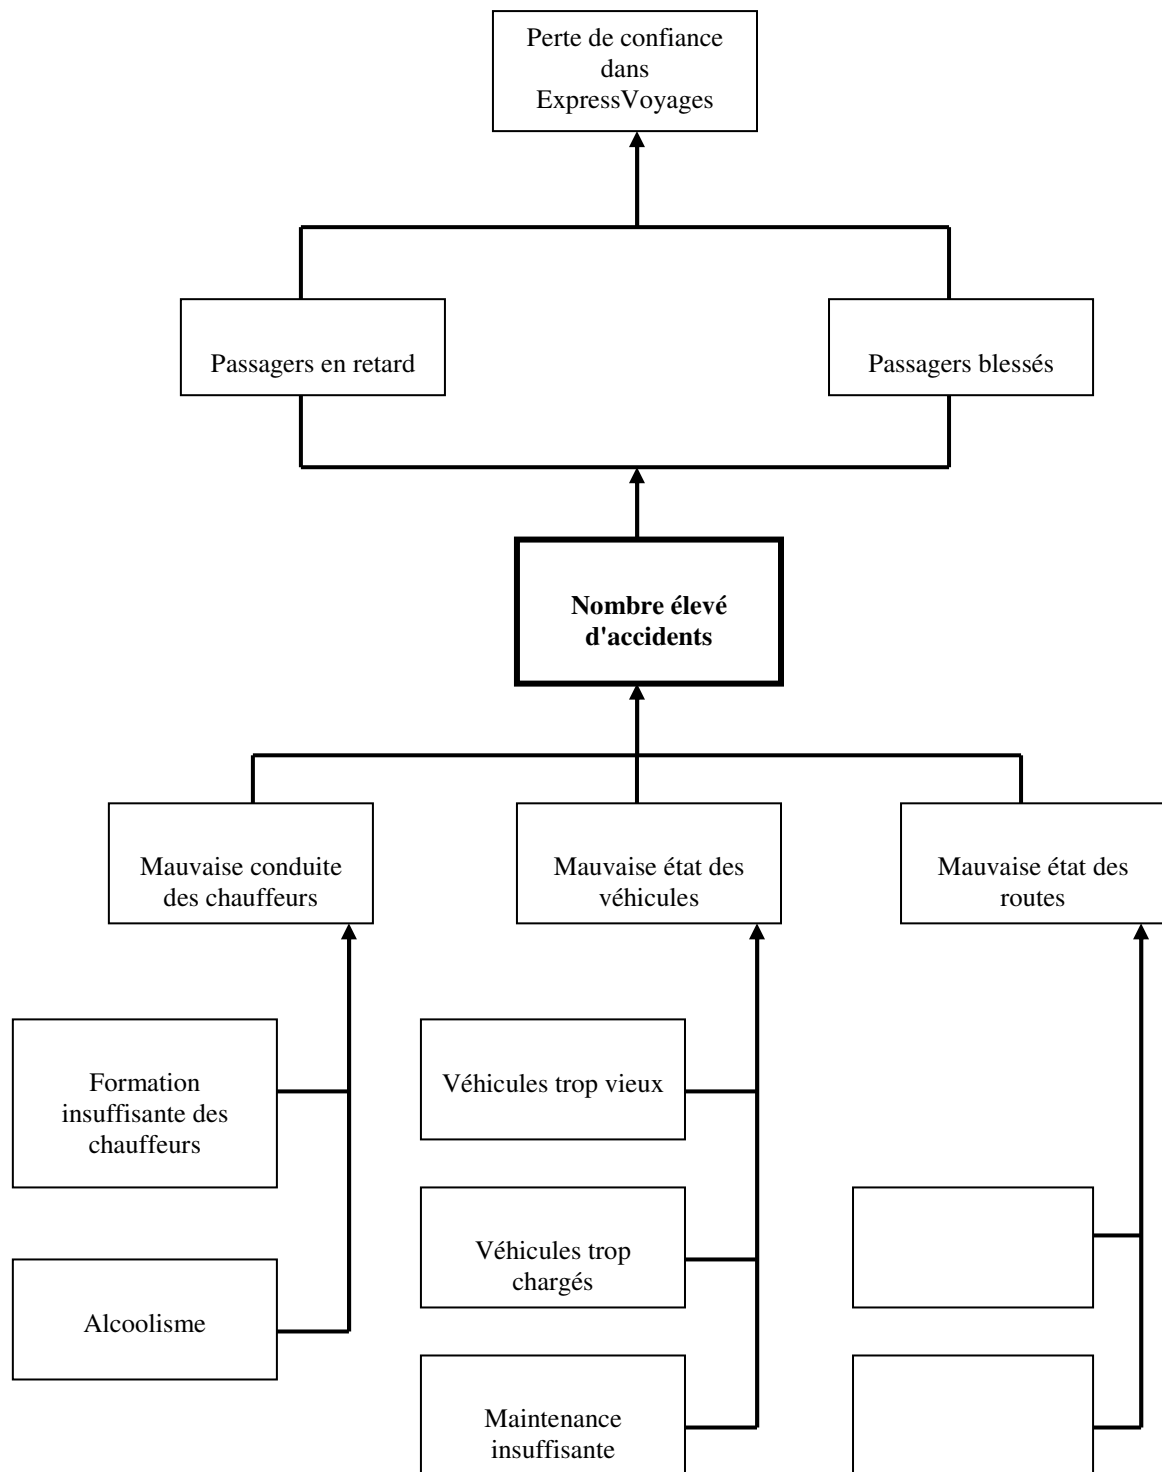 Perte de confiance
dans
ExpressVoyages
Passagers en retard
Passagers blessés
Nombre élevé
d'accidents
Mauvaise conduite
des chauffeurs
Mauvaise état des
véhicules
Mauvaise état des
routes
Formation
insuffisante des
chauffeurs
Véhicules trop vieux
Véhicules trop
chargés
Alcoolisme
Maintenance
insuffisante